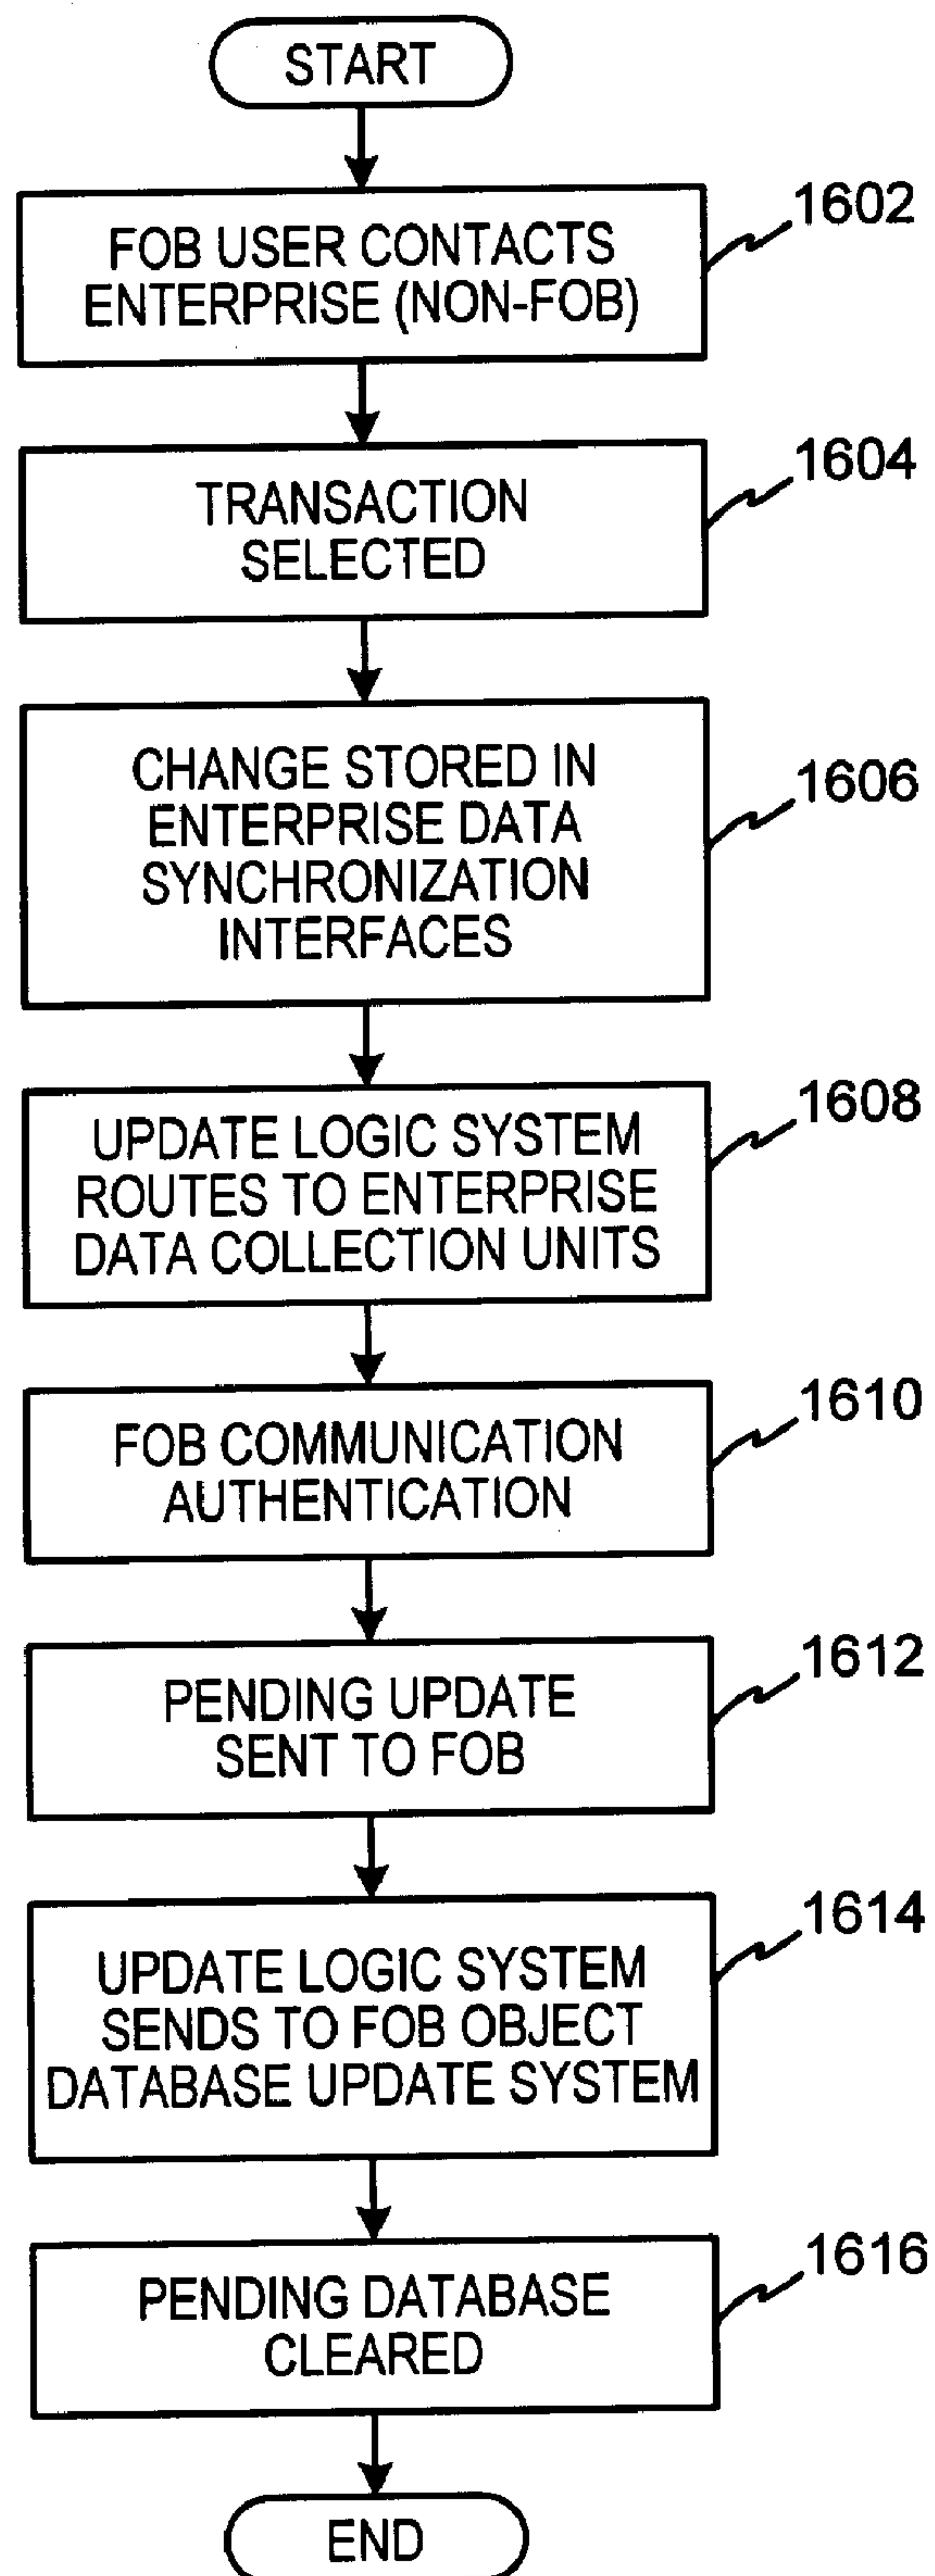 START
1602
FOB USER CONTACTS
ENTERPRISE (NON-FOB)
1604
TRANSACTION
SELECTED
1606
CHANGE STORED IN
ENTERPRISE DATA
SYNCHRONIZATION
INTERFACES
1608
UPDATE LOGIC SYSTEM
ROUTES TO ENTERPRISE
DATA COLLECTION UNITS
1610
FOB COMMUNICATION
AUTHENTICATION
1612
PENDING UPDATE
SENT TO FOB
1614
UPDATE LOGIC SYSTEM
SENDS TO FOB OBJECT
DATABASE UPDATE SYSTEM
1616
PENDING DATABASE
CLEARED
END